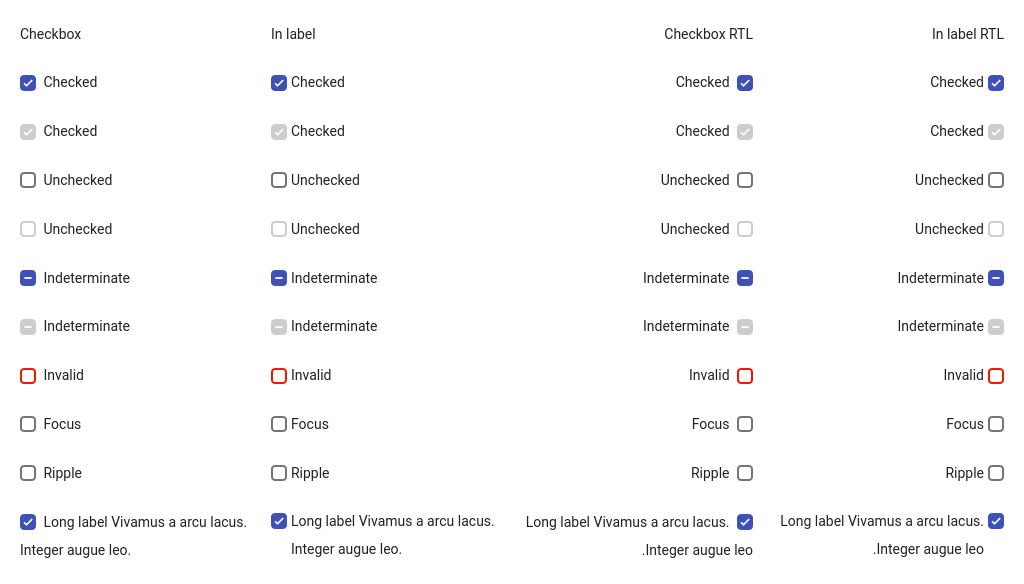 Checkbox In label Checkbox RTL In label RTL
Checked Checked Checked Checked
Checked Checked Checked Checked
Unchecked Unchecked Unchecked Unchecked
Unchecked Unchecked Unchecked Unchecked
Indeterminate Indeterminate Indeterminate Indeterminate
Indeterminate Indeterminate Indeterminate Indeterminate
Invalid Invalid Invalid Invalid
Focus Focus Focus Focus
Ripple Ripple Ripple Ripple
Long label Vivamus a arcu lacus. Long label Vivamus a arcu lacus. Long label Vivamus a arcu lacus. Long label Vivamus a arcu lacus.
Integer augue leo. Integer augue leo. .Integer augue leo .Integer augue leo